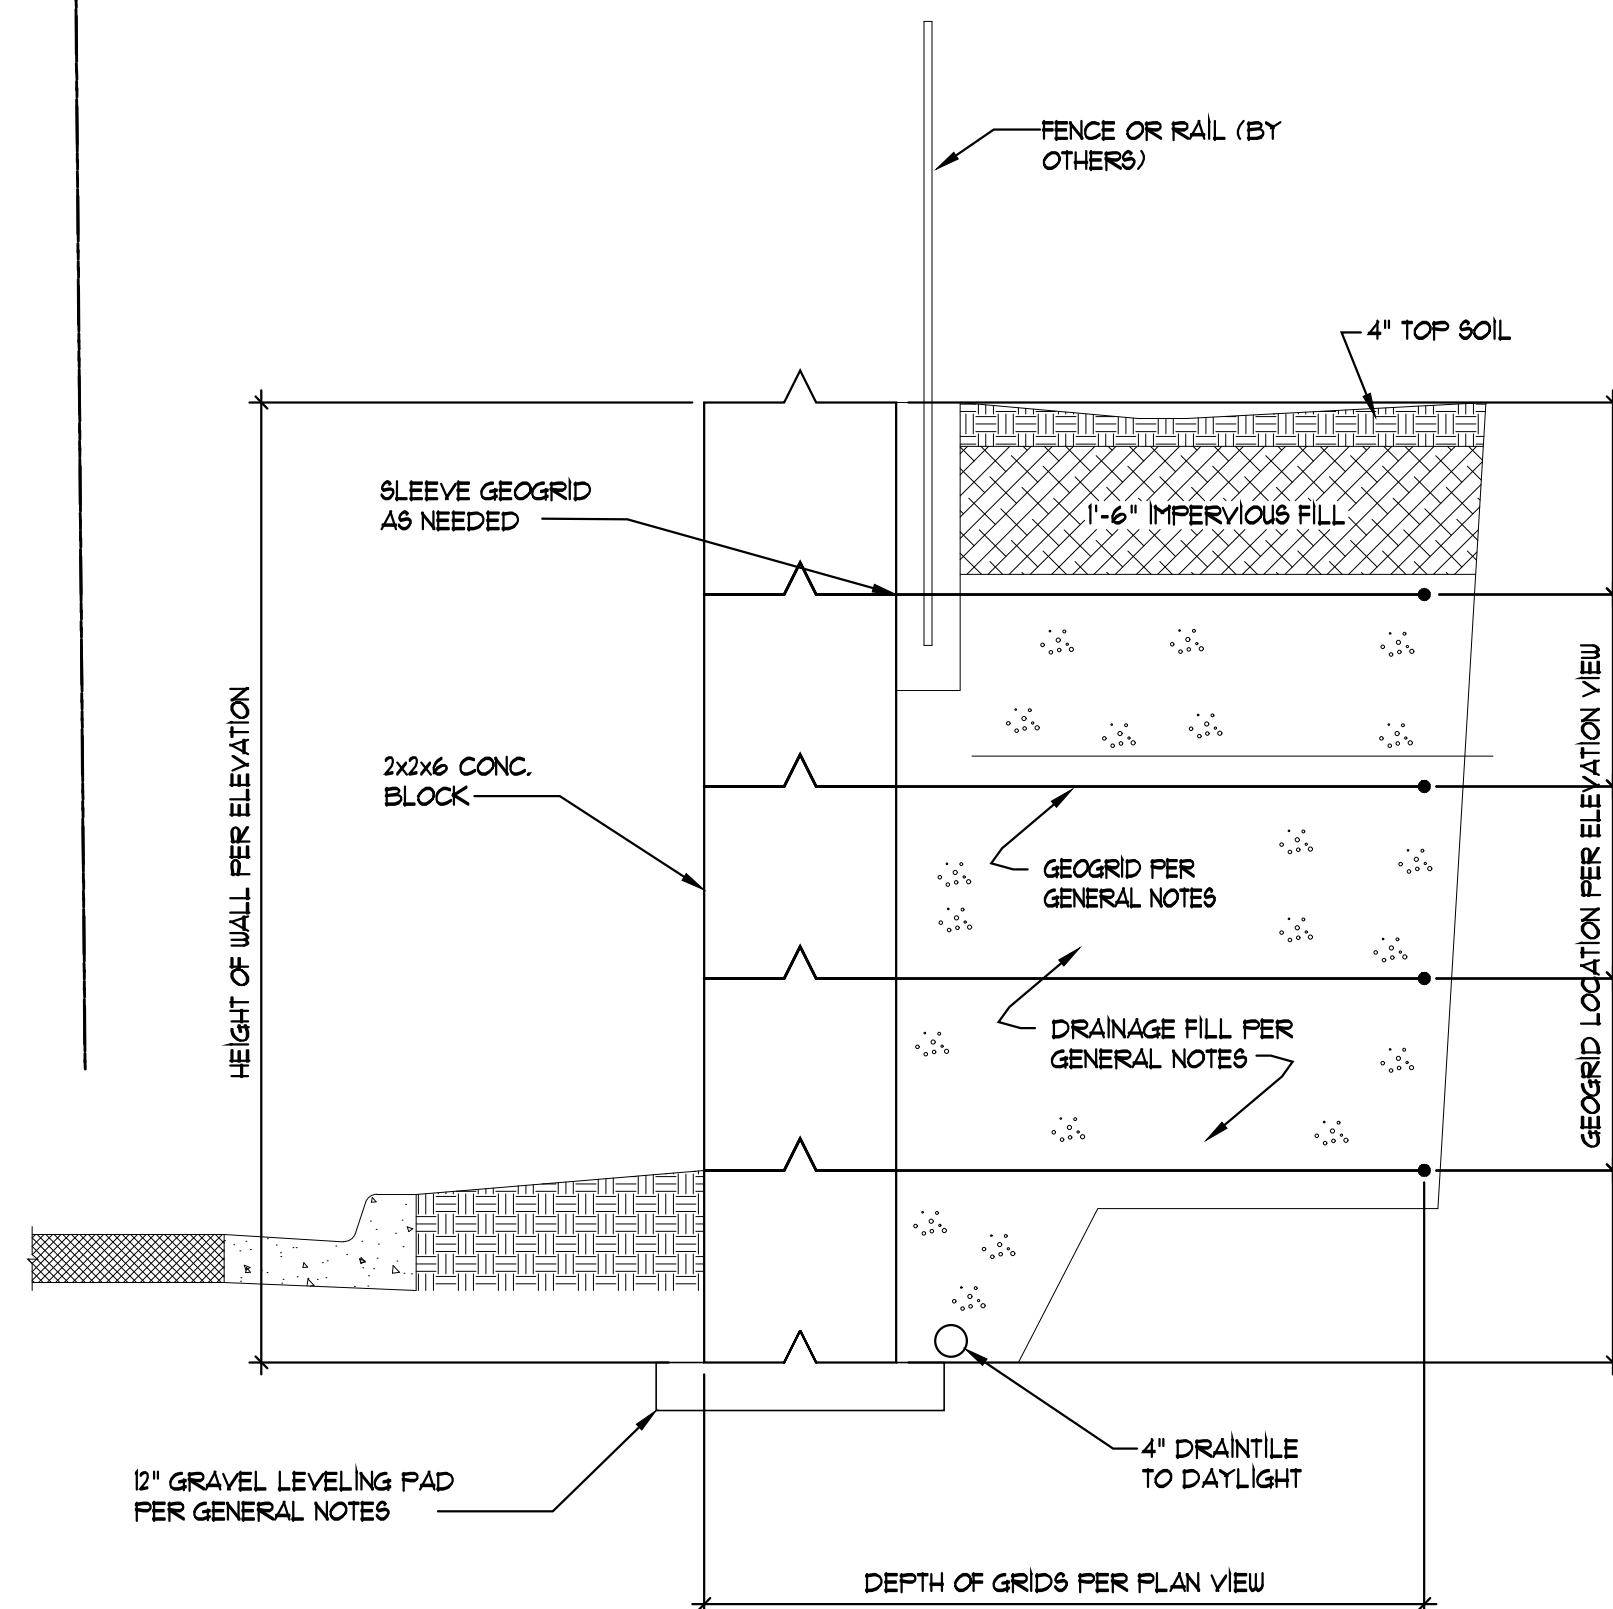 FENCE OR RAIL (BY
OTHERS)
4" TOP SOIL
SLEEVE GEOGRID
AS NEEDED
1'-6" IMPERVIOUS FILL
HEIGHT OF WALL PER ELEVATION
2x2x6 CONC.
BLOCK
GEOGRID LOCATION PER ELEVATION VIEW
GEOGRID PER
GENERAL NOTES
DRAINAGE FILL PER
GENERAL NOTES
4" DRAINTILE
TO DAYLIGHT
12" GRAVEL LEVELING PAD
PER GENERAL NOTES
DEPTH OF GRIDS PER PLAN VIEW